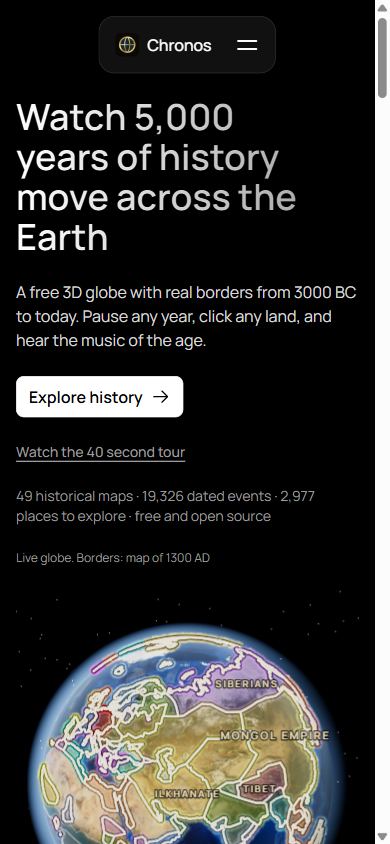 Chronos
Watch 5,000
years of history
move across the
Earth
A free 3D globe with real borders from 3000 BC
to today. Pause any year, click any land, and
hear the music of the age.
Explore history →
Watch the 40 second tour
49 historical maps · 19,326 dated events · 2,977
places to explore · free and open source
Live globe. Borders: map of 1300 AD
SIBERIANS
MONGOL EMPIRE
ILKHANATE
TIBET